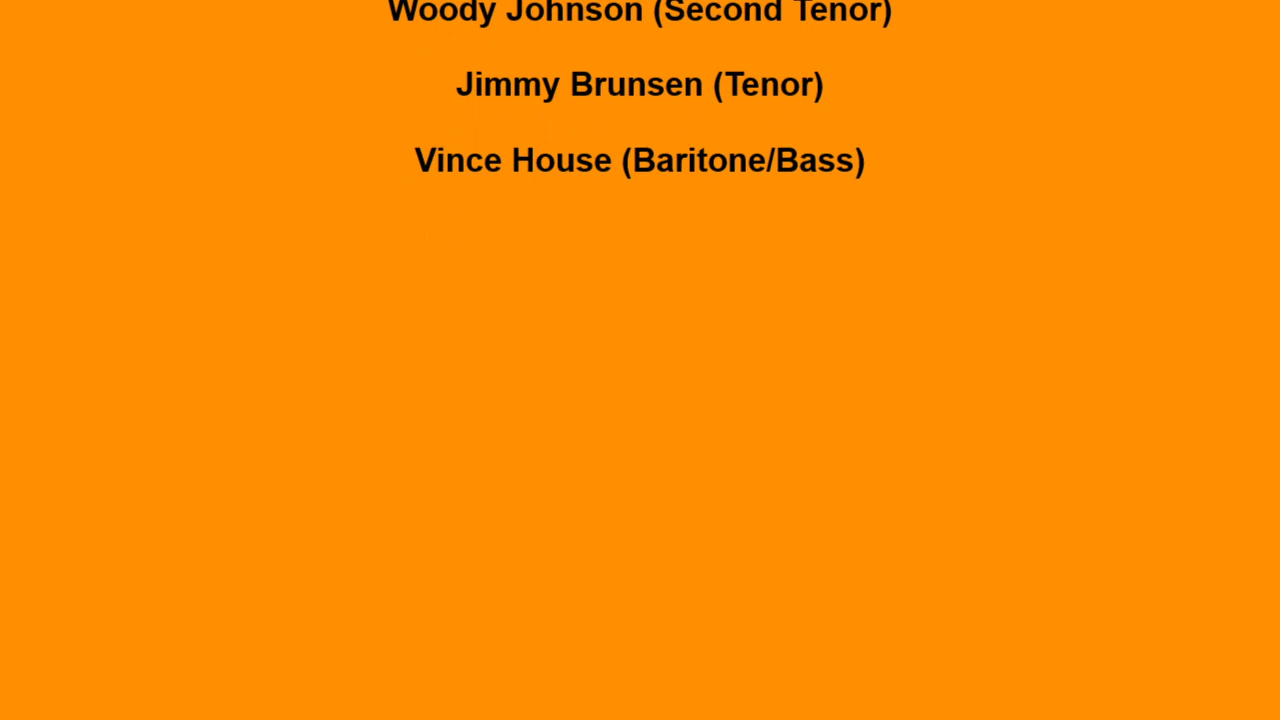 Woody Johnson (Second Tenor)
Jimmy Brunsen (Tenor)
Vince House (Baritone/Bass)